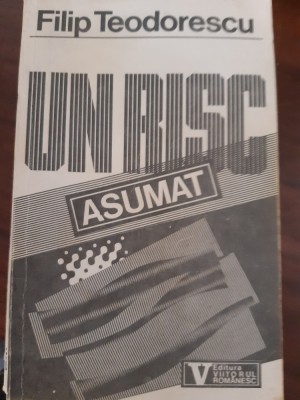 Filip Teodorescu
UN RISC
ASUMAT
V
Editura
VIITORUL
ROMÂNESC